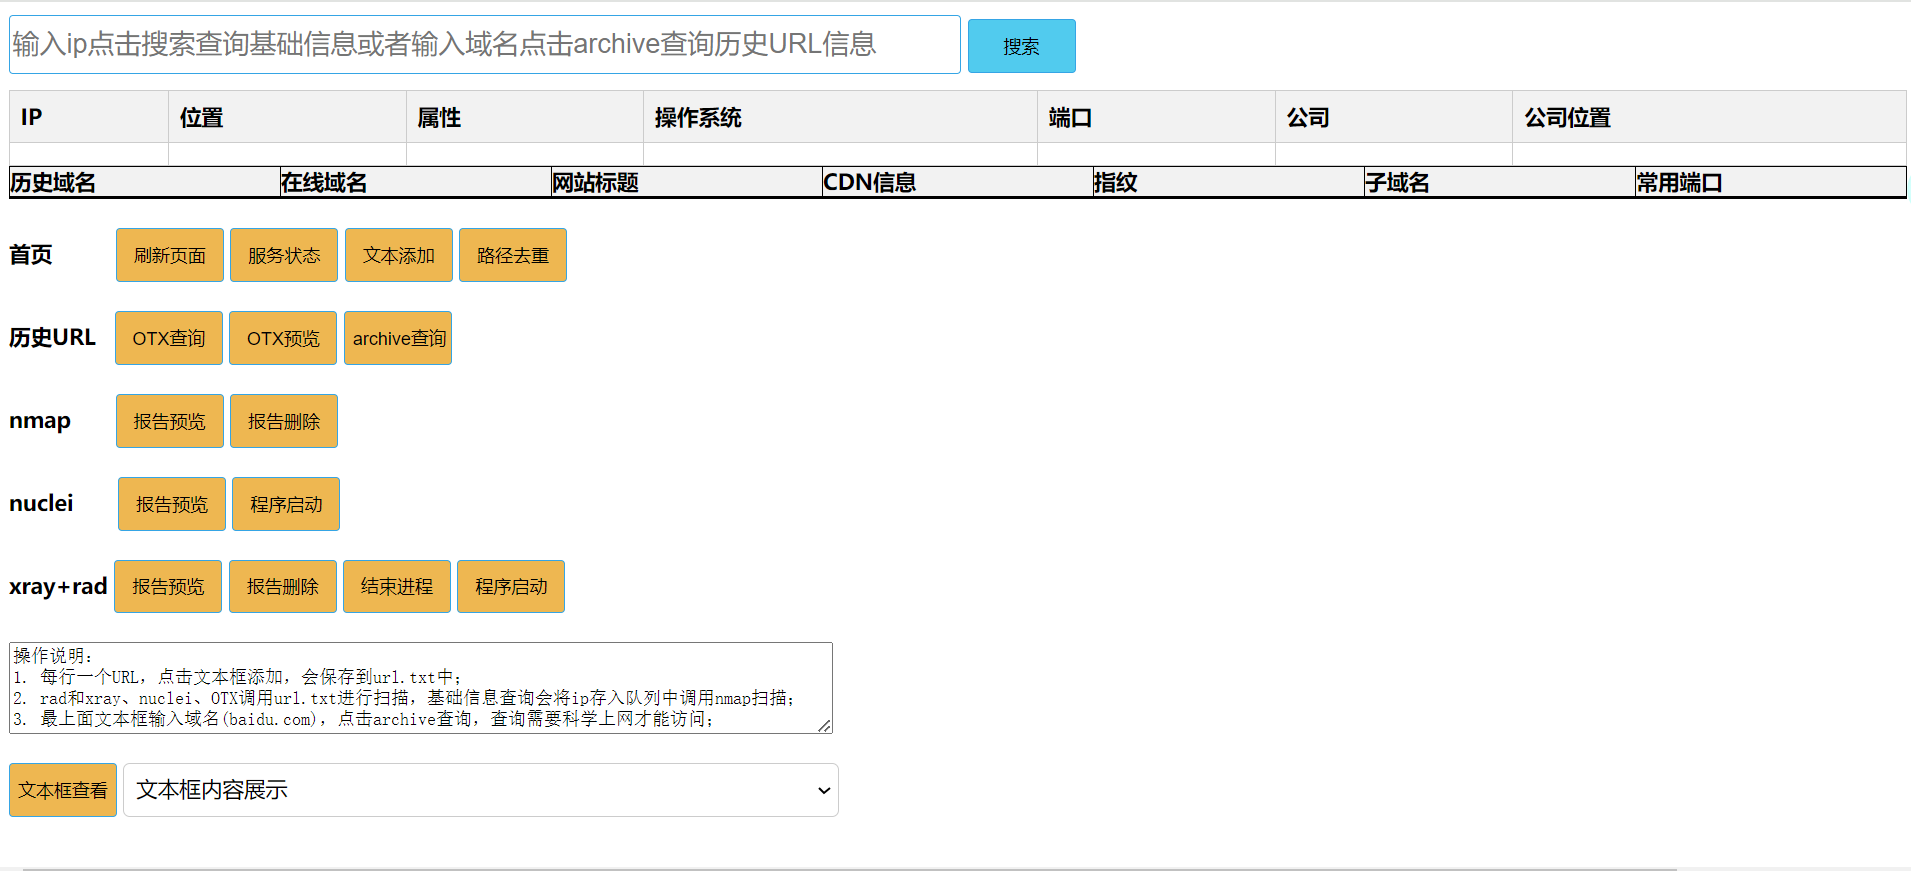 输入ip点击搜索查询基础信息或者输入域名点击archive查询历史URL信息 搜索
IP 位置 属性 操作系统 端口 公司 公司位置
历史域名 在线域名 网站标题 CDN信息 指纹 子域名 常用端口
首页 刷新页面 服务状态 文本添加 路径去重
历史URL OTX查询 OTX预览 archive查询
nmap 报告预览 报告删除
nuclei 报告预览 程序启动
xray+rad 报告预览 报告删除 结束进程 程序启动
操作说明：
1. 每行一个URL，点击文本框添加，会保存到url.txt中；
2. rad和xray、nuclei、OTX调用url.txt进行扫描，基础信息查询会将ip存入队列中调用nmap扫描；
3. 最上面文本框输入域名(baidu.com)，点击archive查询，查询需要科学上网才能访问；
文本框查看 文本框内容展示